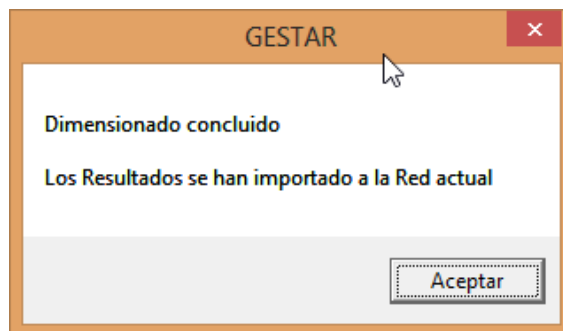 GESTAR
Dimensionado concluido
Los Resultados se han importado a la Red actual
Aceptar